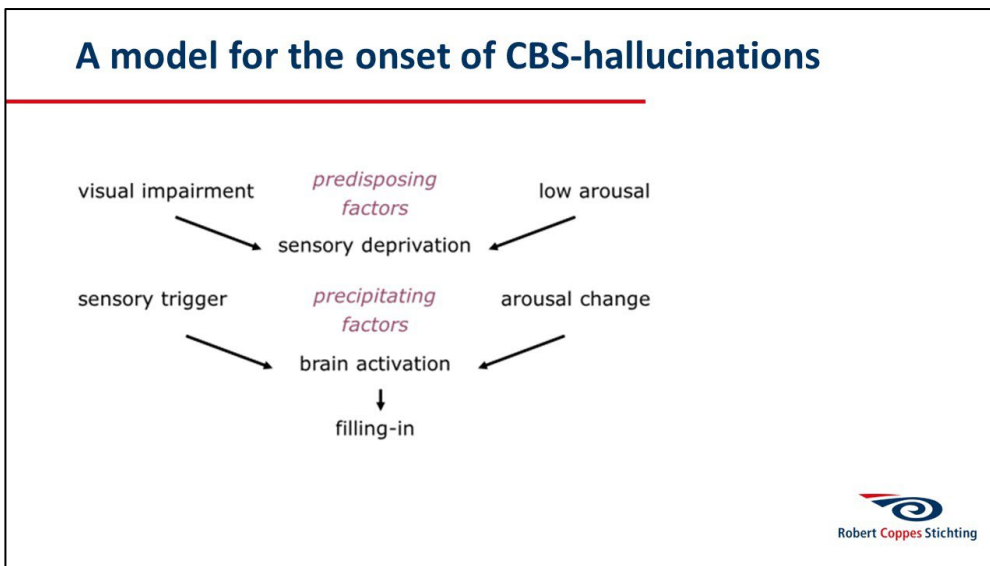 A model for the onset of CBS-hallucinations
visual impairment
predisposing
factors
low arousal
sensory deprivation
sensory trigger
precipitating
factors
arousal change
brain activation
filling-in
Robert Coppes Stichting